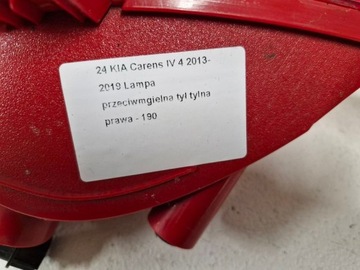 24 KIA Carens IV 4 2013-
2019 Lampa
przeciwmgielna tył tylna
prawa - 190